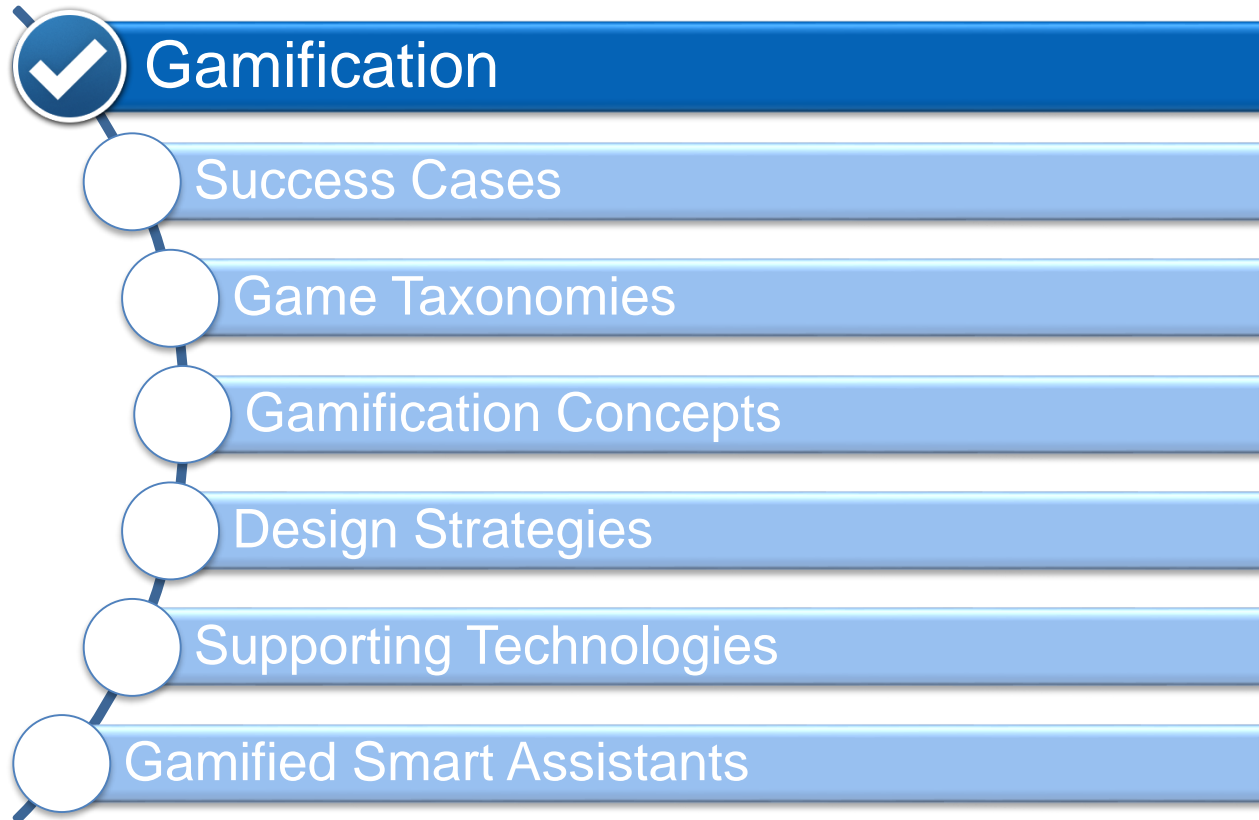 Gamification
Success Cases
Game Taxonomies
Gamification Concepts
Design Strategies
Supporting Technologies
Gamified Smart Assistants